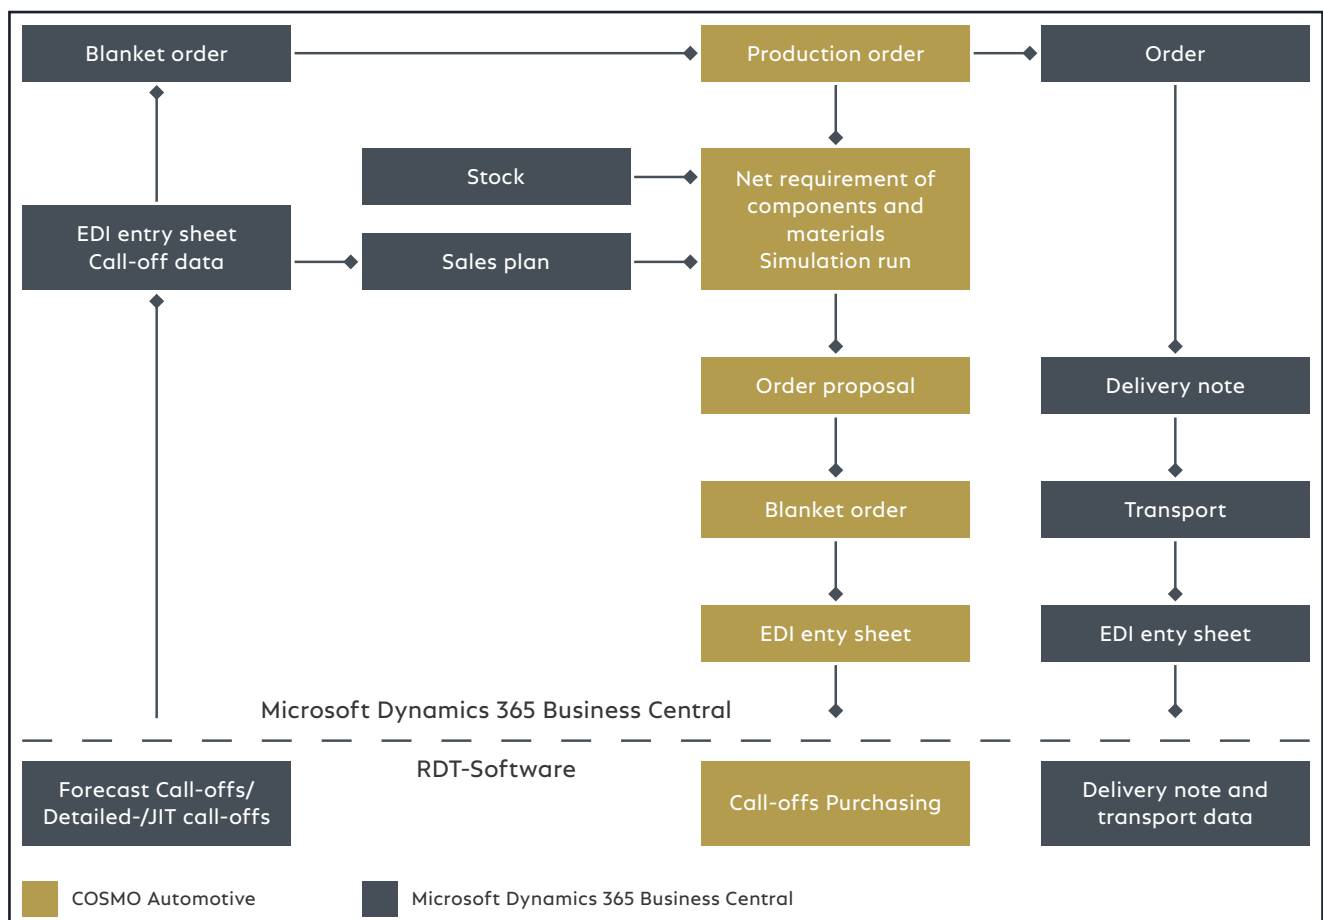 Blanket order
Production order
Order
Stock
Net requirement of
components and
materials
Simulation run
EDI entry sheet
Call-off data
Sales plan
Order proposal
Delivery note
Blanket order
Transport
EDI enty sheet
EDI enty sheet
Microsoft Dynamics 365 Business Central
RDT-Software
Forecast Call-offs/
Detailed-/JIT call-offs
Call-offs Purchasing
Delivery note and
transport data
COSMO Automotive
Microsoft Dynamics 365 Business Central